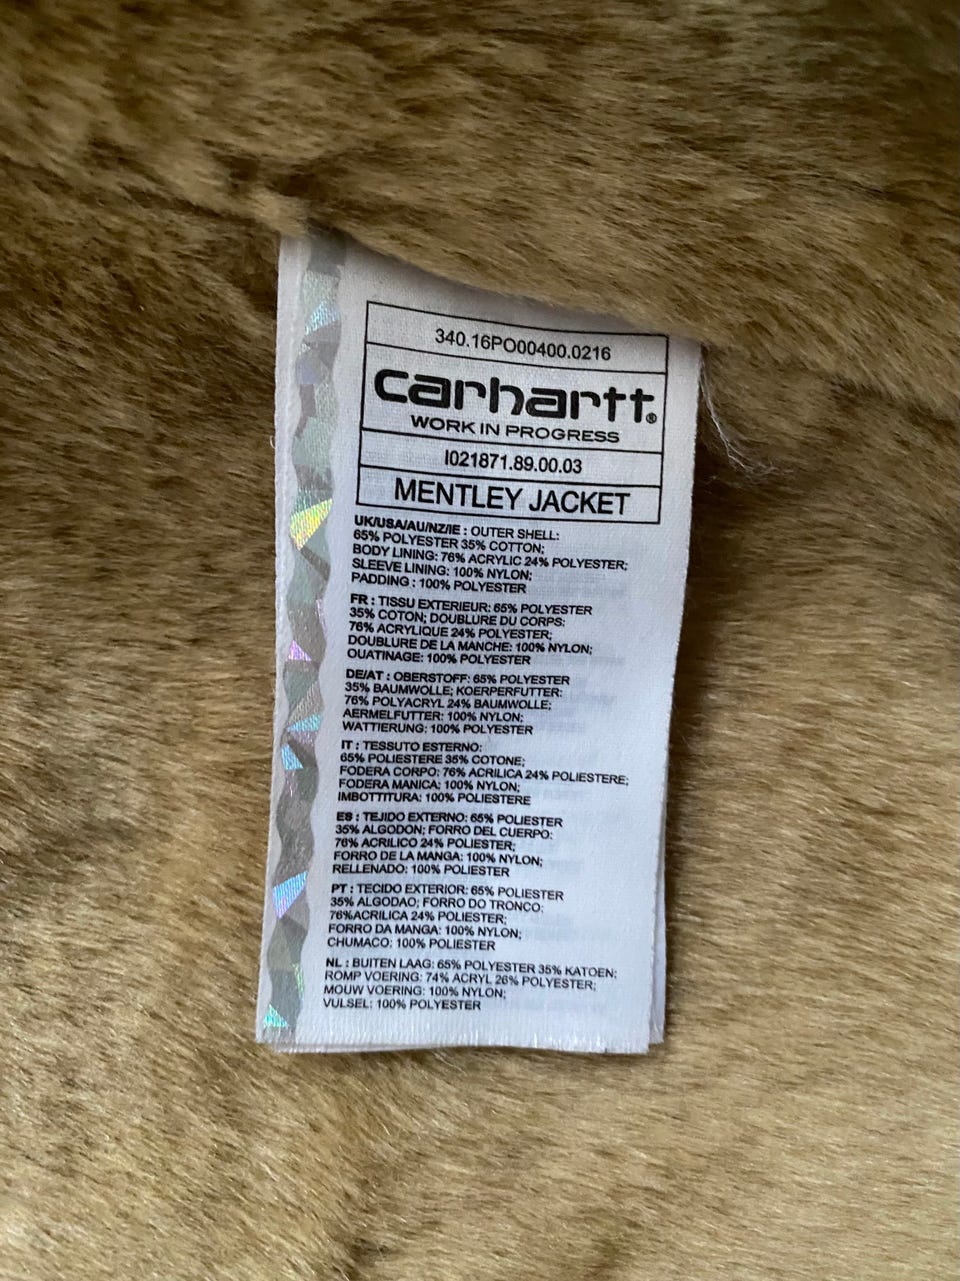 340.16PO00400.0216
carhartt®
WORK IN PROGRESS
I021871.89.00.03
MENTLEY JACKET
UK/USA/AU/NZ/IE : OUTER SHELL:
65% POLYESTER 35% COTTON;
BODY LINING: 76% ACRYLIC 24% POLYESTER;
SLEEVE LINING: 100% NYLON;
PADDING : 100% POLYESTER
FR : TISSU EXTERIEUR: 65% POLYESTER
35% COTON; DOUBLURE DU CORPS:
76% ACRYLIQUE 24% POLYESTER;
DOUBLURE DE LA MANCHE: 100% NYLON;
OUATINAGE: 100% POLYESTER
DE/AT : OBERSTOFF: 65% POLYESTER
35% BAUMWOLLE; KOERPERFUTTER:
76% POLYACRYL 24% BAUMWOLLE;
AERMELFUTTER: 100% NYLON;
WATTIERUNG: 100% POLYESTER
IT : TESSUTO ESTERNO:
65% POLIESTERE 35% COTONE;
FODERA CORPO: 76% ACRILICA 24% POLIESTERE;
FODERA MANICA: 100% NYLON;
IMBOTTITURA: 100% POLIESTERE
ES : TEJIDO EXTERNO: 65% POLIESTER
35% ALGODON; FORRO DEL CUERPO:
76% ACRILICO 24% POLIESTER;
FORRO DE LA MANGA: 100% NYLON;
RELLENADO: 100% POLIESTER
PT : TECIDO EXTERIOR: 65% POLIESTER
35% ALGODAO; FORRO DO TRONCO:
76%ACRILICA 24% POLIESTER;
FORRO DA MANGA: 100% NYLON;
CHUMACO: 100% POLIESTER
NL : BUITEN LAAG: 65% POLYESTER 35% KATOEN;
ROMP VOERING: 74% ACRYL 26% POLYESTER;
MOUW VOERING: 100% NYLON;
VULSEL: 100% POLYESTER